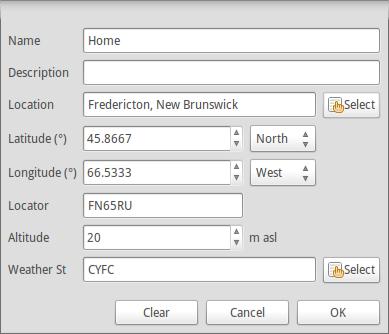 Name Home
Description
Location Fredericton, New Brunswick Select
Latitude (°) 45.8667 North
Longitude (°) 66.5333 West
Locator FN65RU
Altitude 20 m asl
Weather St CYFC Select
Clear Cancel OK